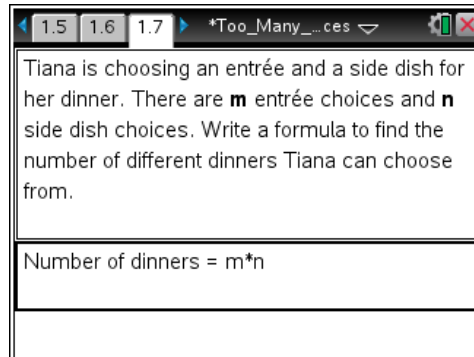 1.5 1.6 1.7 *Too_Many_...ces
Tiana is choosing an entrée and a side dish for
her dinner. There are m entrée choices and n
side dish choices. Write a formula to find the
number of different dinners Tiana can choose
from.
Number of dinners = m*n